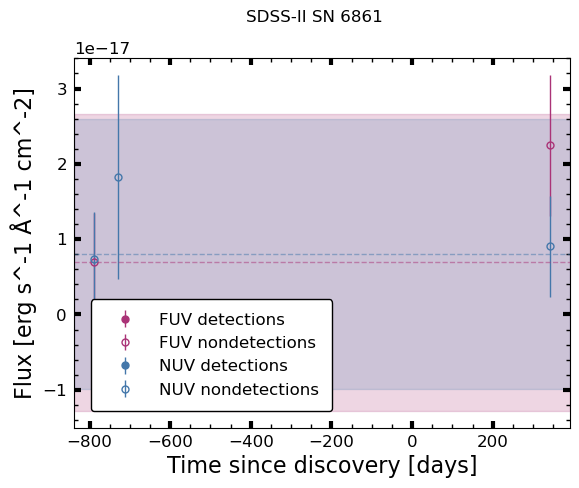 SDSS-II SN 6861
1e−17
3
2
1
0
−1
Flux [erg s^-1 Å^-1 cm^-2]
FUV detections
FUV nondetections
NUV detections
NUV nondetections
−800 −600 −400 −200 0 200
Time since discovery [days]